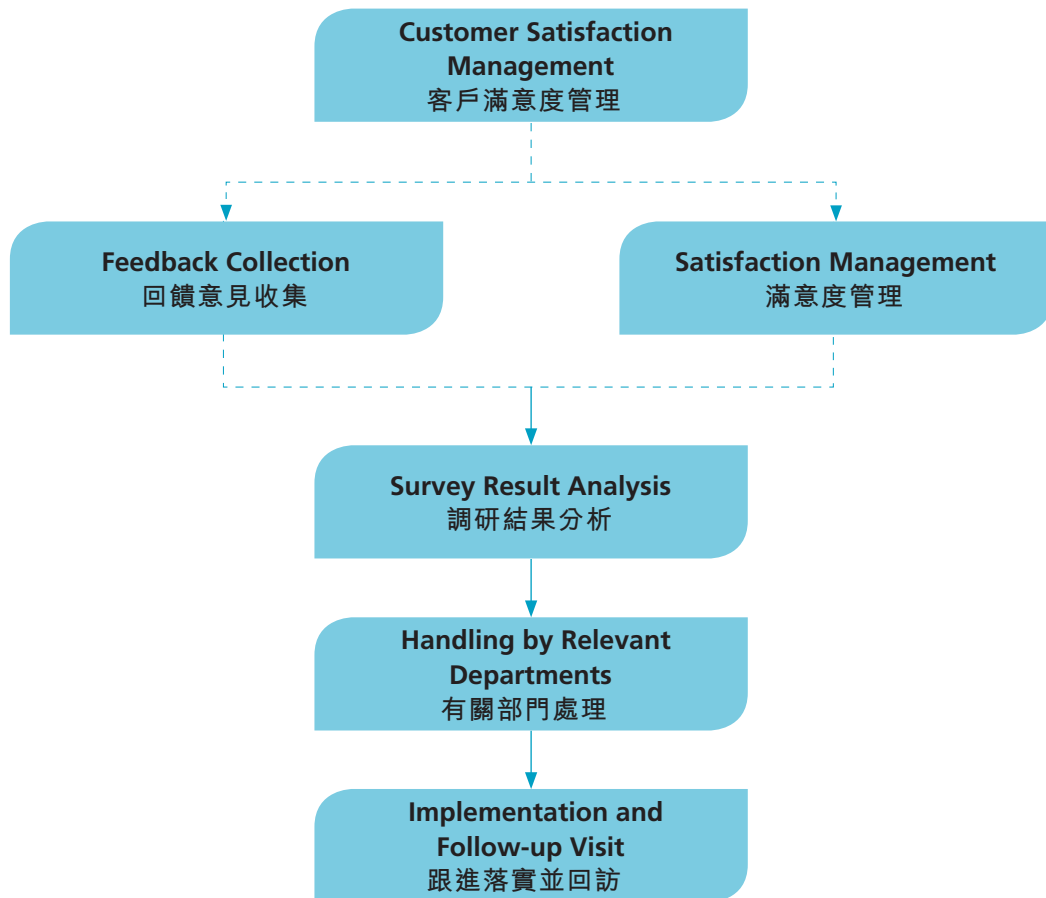 Customer Satisfaction
Management
客戶滿意度管理
Feedback Collection
回饋意見收集
Satisfaction Management
滿意度管理
Survey Result Analysis
調研結果分析
Handling by Relevant
Departments
有關部門處理
Implementation and
Follow-up Visit
跟進落實並回訪